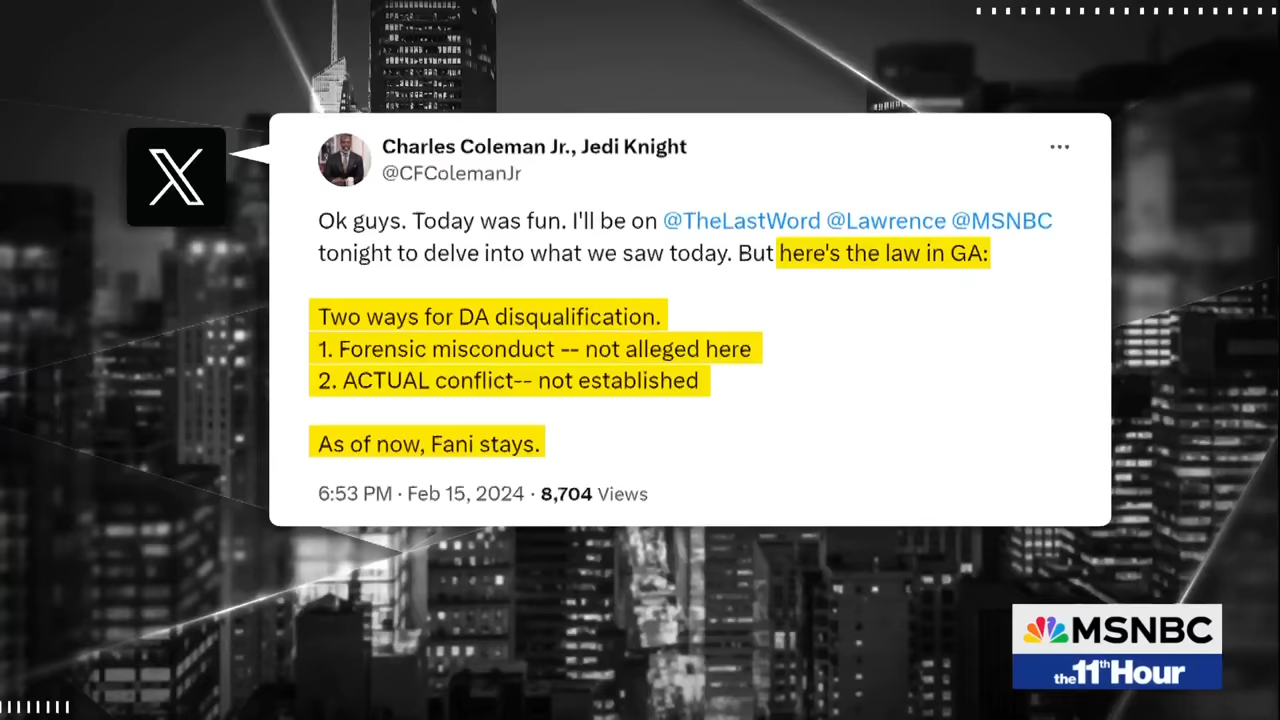 Charles Coleman Jr., Jedi Knight
@CFColemanJr
Ok guys. Today was fun. I'll be on @TheLastWord @Lawrence @MSNBC
tonight to delve into what we saw today. But here's the law in GA:
Two ways for DA disqualification.
1. Forensic misconduct -- not alleged here
2. ACTUAL conflict-- not established
As of now, Fani stays.
6:53 PM · Feb 15, 2024 · 8,704 Views
MSNBC
the 11th Hour